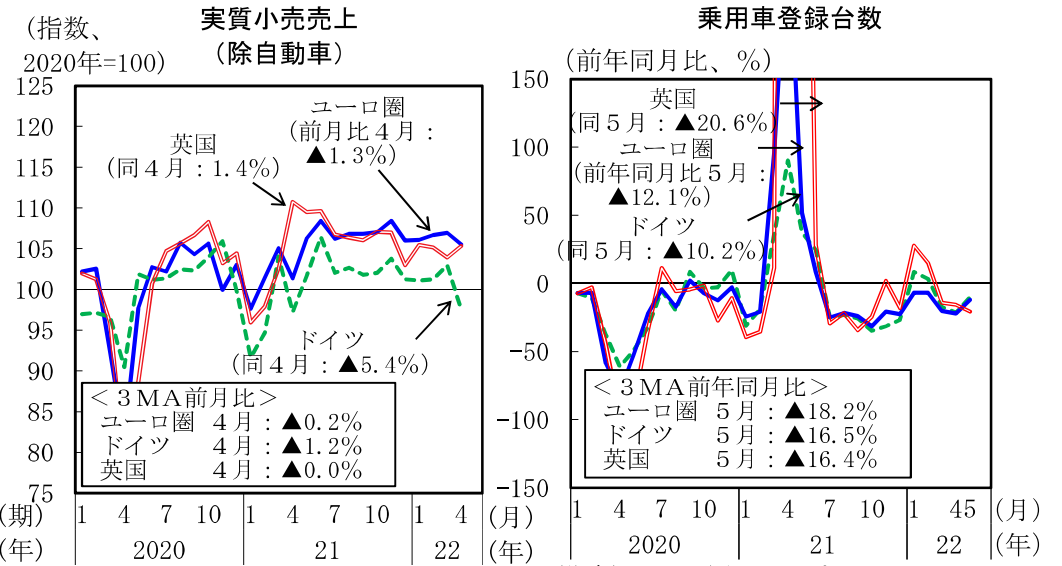 実質小売売上
（除自動車）
(指数、
2020年=100)
125
120
115
110
105
100
95
90
85
80
75
ユーロ圏
(前月比４月：
▲1.3%)
英国
(同４月：1.4%)
ドイツ
(同４月：▲5.4%)
＜３ＭＡ前月比＞
ユーロ圏　４月：▲0.2%
ドイツ　４月：▲1.2%
英国　４月：▲0.0%
(期) 1 4 7 10 1 4 7 10 1 4 (月)
(年) 2020 21 22 (年)
乗用車登録台数
(前年同月比、%)
150
100
50
0
−50
−100
−150
英国
(同５月：▲20.6%)
ユーロ圏
(前年同月比５月：
▲12.1%)
ドイツ
(同５月：▲10.2%)
＜３ＭＡ前年同月比＞
ユーロ圏　５月：▲18.2%
ドイツ　５月：▲16.5%
英国　５月：▲16.4%
1 4 7 10 1 4 7 10 1 45 (月)
2020 21 22 (年)